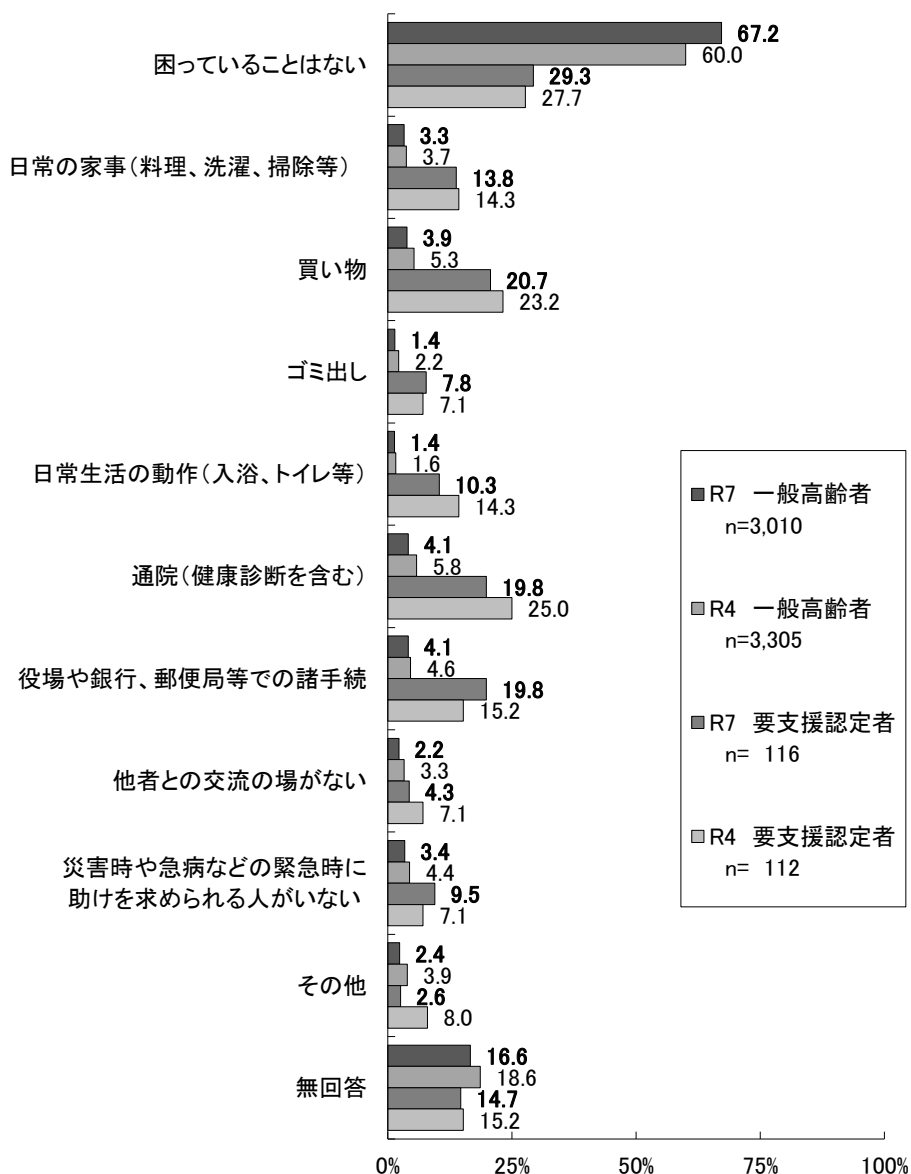 困っていることはない
67.2
60.0
29.3
27.7
日常の家事(料理、洗濯、掃除等)
3.3
3.7
13.8
14.3
買い物
3.9
5.3
20.7
23.2
ゴミ出し
1.4
2.2
7.8
7.1
日常生活の動作(入浴、トイレ等)
1.4
1.6
10.3
14.3
通院(健康診断を含む)
4.1
5.8
19.8
25.0
役場や銀行、郵便局等での諸手続
4.1
4.6
19.8
15.2
他者との交流の場がない
2.2
3.3
4.3
7.1
災害時や急病などの緊急時に
助けを求められる人がいない
3.4
4.4
9.5
7.1
その他
2.4
3.9
2.6
8.0
無回答
16.6
18.6
14.7
15.2
0%
25%
50%
75%
100%
R7 一般高齢者
n=3,010
R4 一般高齢者
n=3,305
R7 要支援認定者
n= 116
R4 要支援認定者
n= 112